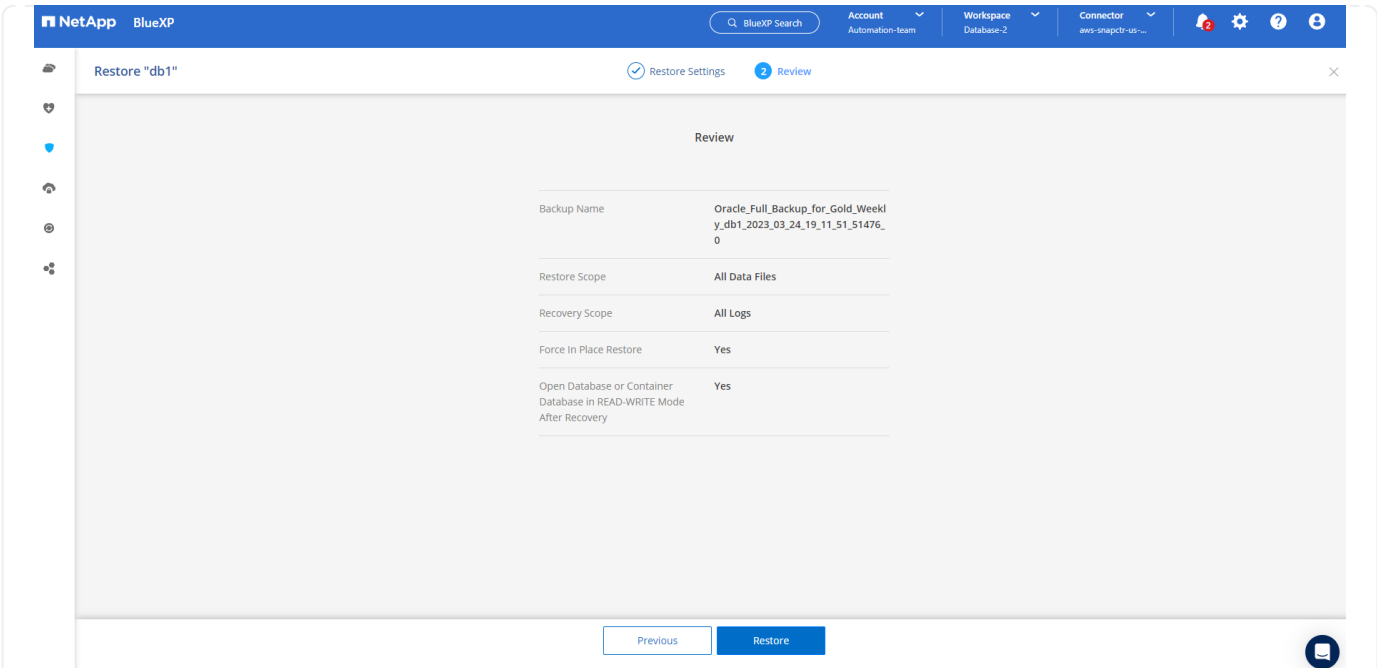 NetApp BlueXP
BlueXP Search
Account
Automation-team
Workspace
Database-2
Connector
aws-snapctr-us-...
2
Restore "db1"
Restore Settings
2 Review
Review
Backup Name
Oracle_Full_Backup_for_Gold_Weekl
y_db1_2023_03_24_19_11_51_51476_
0
Restore Scope
All Data Files
Recovery Scope
All Logs
Force In Place Restore
Yes
Open Database or Container
Database in READ-WRITE Mode
After Recovery
Yes
Previous
Restore